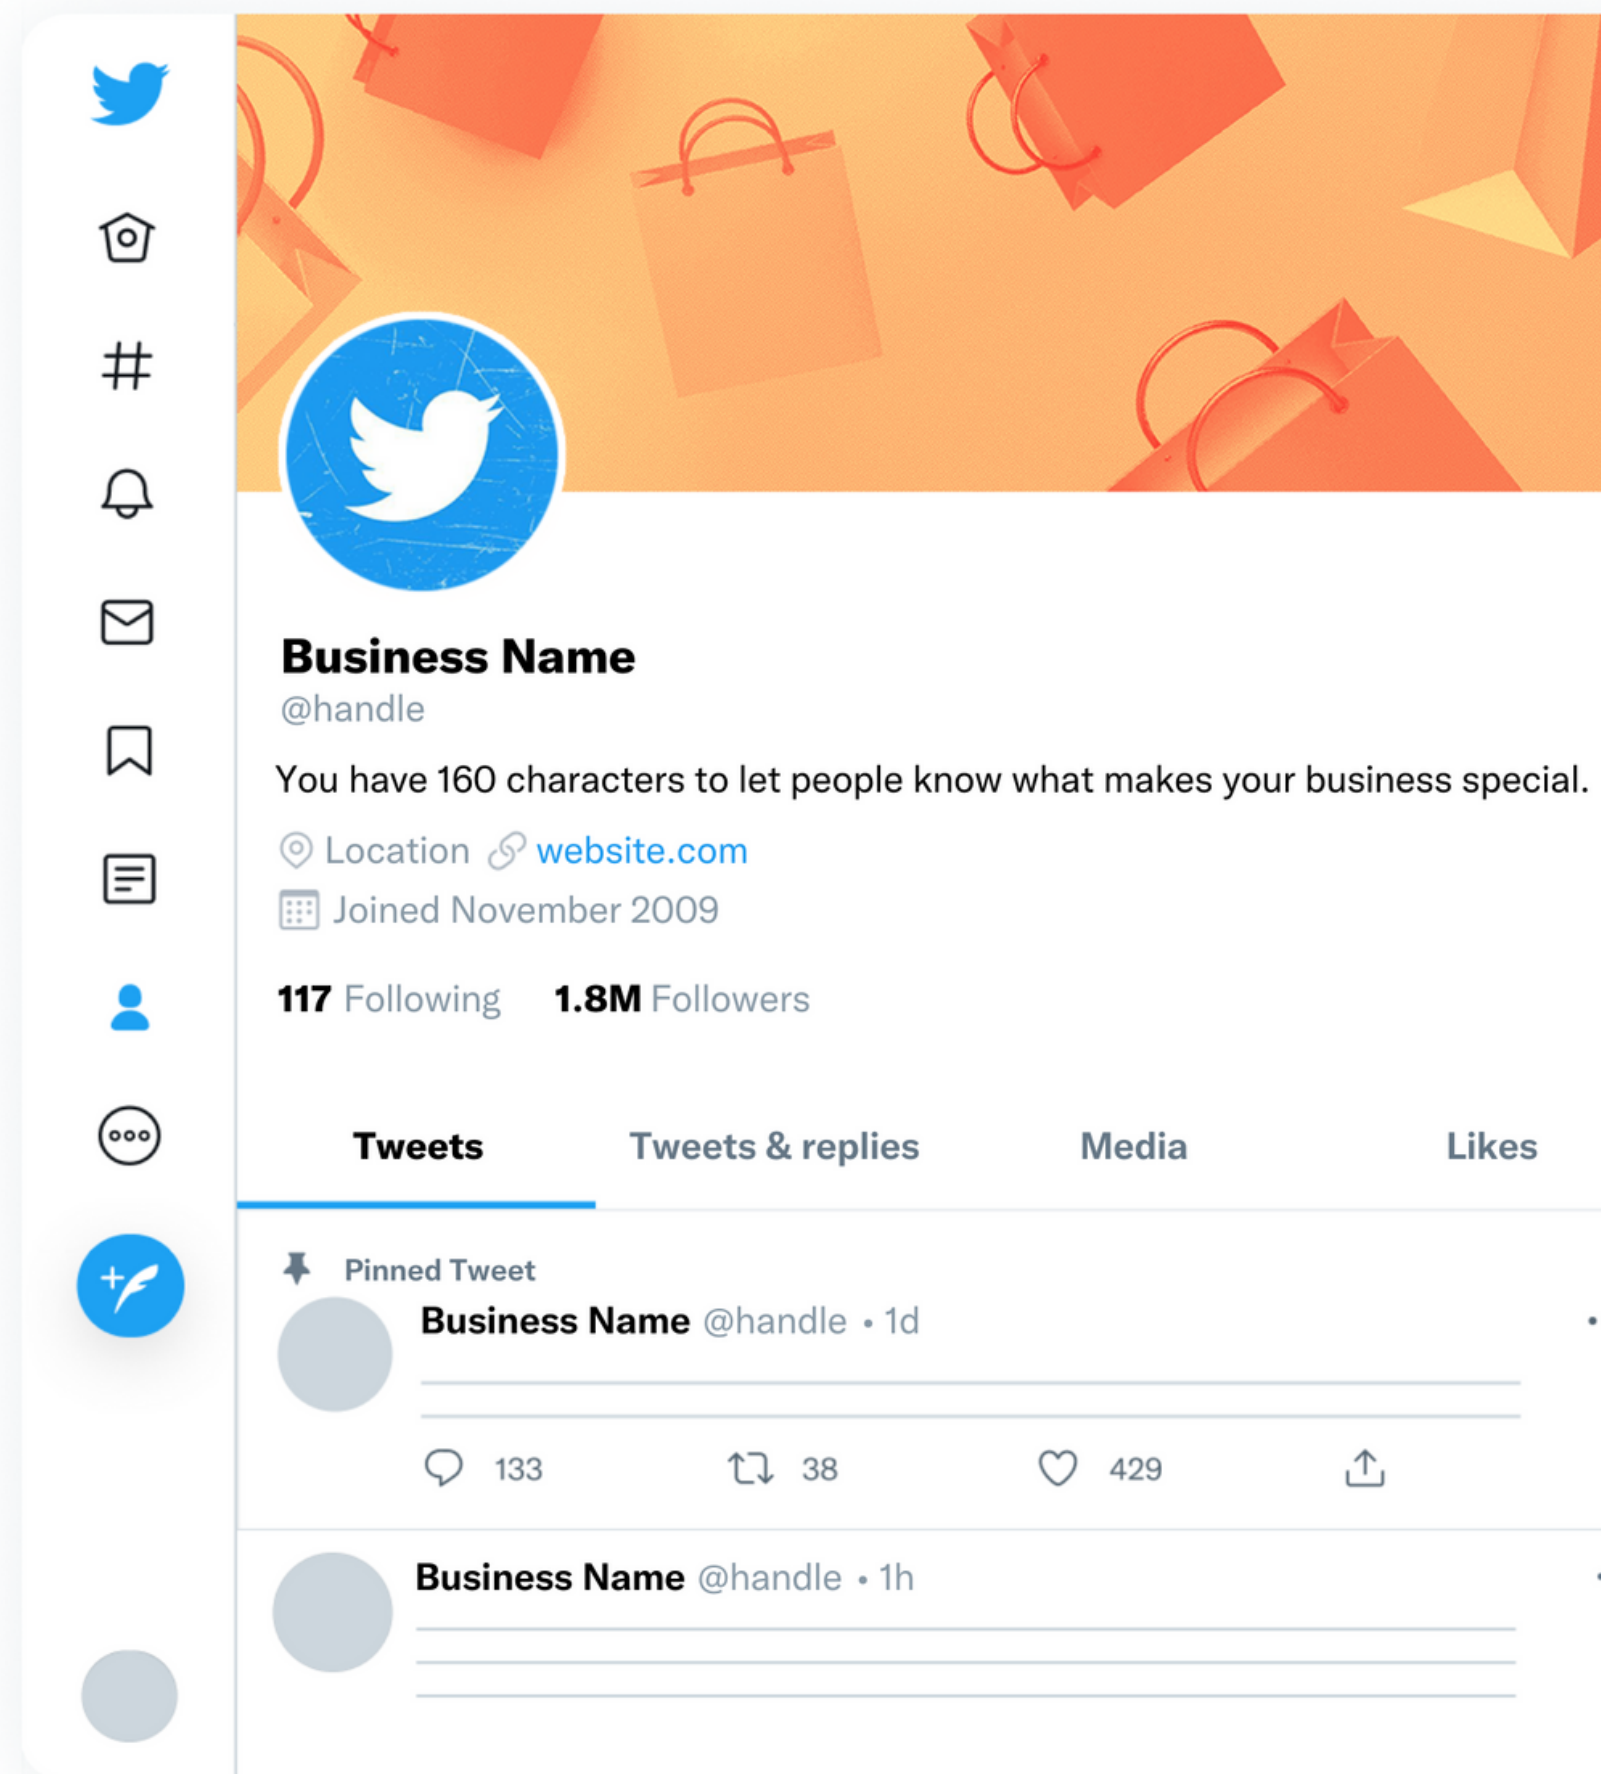 Business Name
@handle
You have 160 characters to let people know what makes your business special.
Location website.com
Joined November 2009
117 Following 1.8M Followers
Tweets Tweets & replies Media Likes
Pinned Tweet
Business Name @handle • 1d
133 38 429
Business Name @handle • 1h